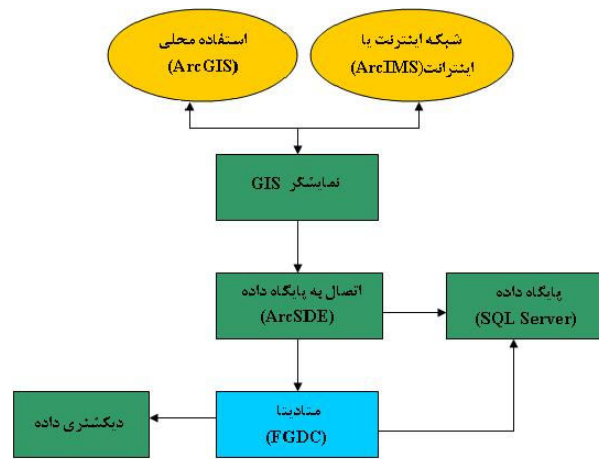 استفاده محلی
(ArcGIS)
شبکه اینترنت یا
اینترانت(ArcIMS)
نمایشگر GIS
اتصال به پایگاه داده
(ArcSDE)
پایگاه داده
(SQL Server)
متادیتا
(FGDC)
دیکشنری داده